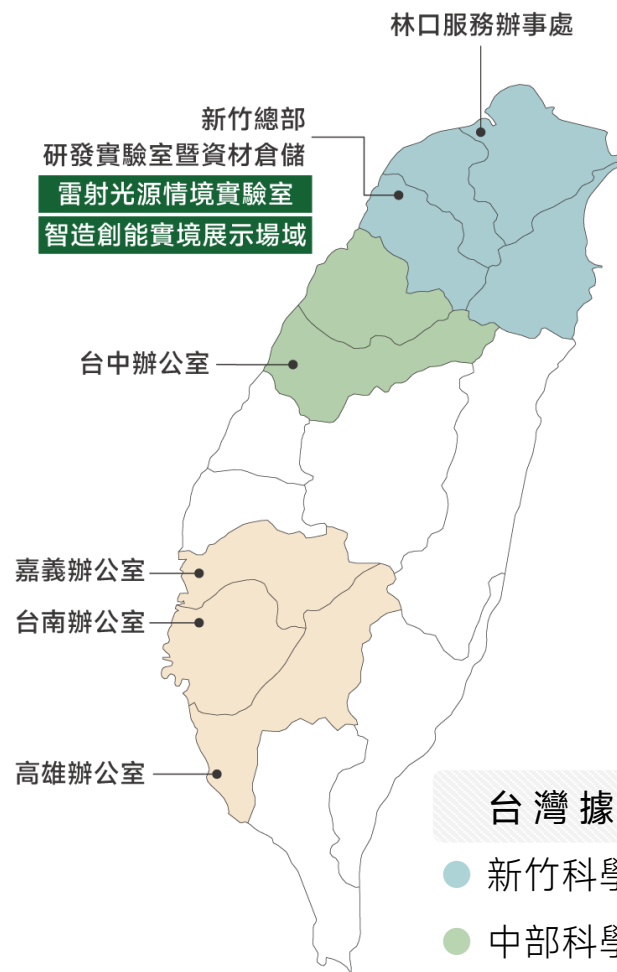 林口服務辦事處
新竹總部
研發實驗室暨資材倉儲
雷射光源情境實驗室
智造創能實境展示場域
台中辦公室
嘉義辦公室
台南辦公室
高雄辦公室
台灣據
新竹科學
中部科學